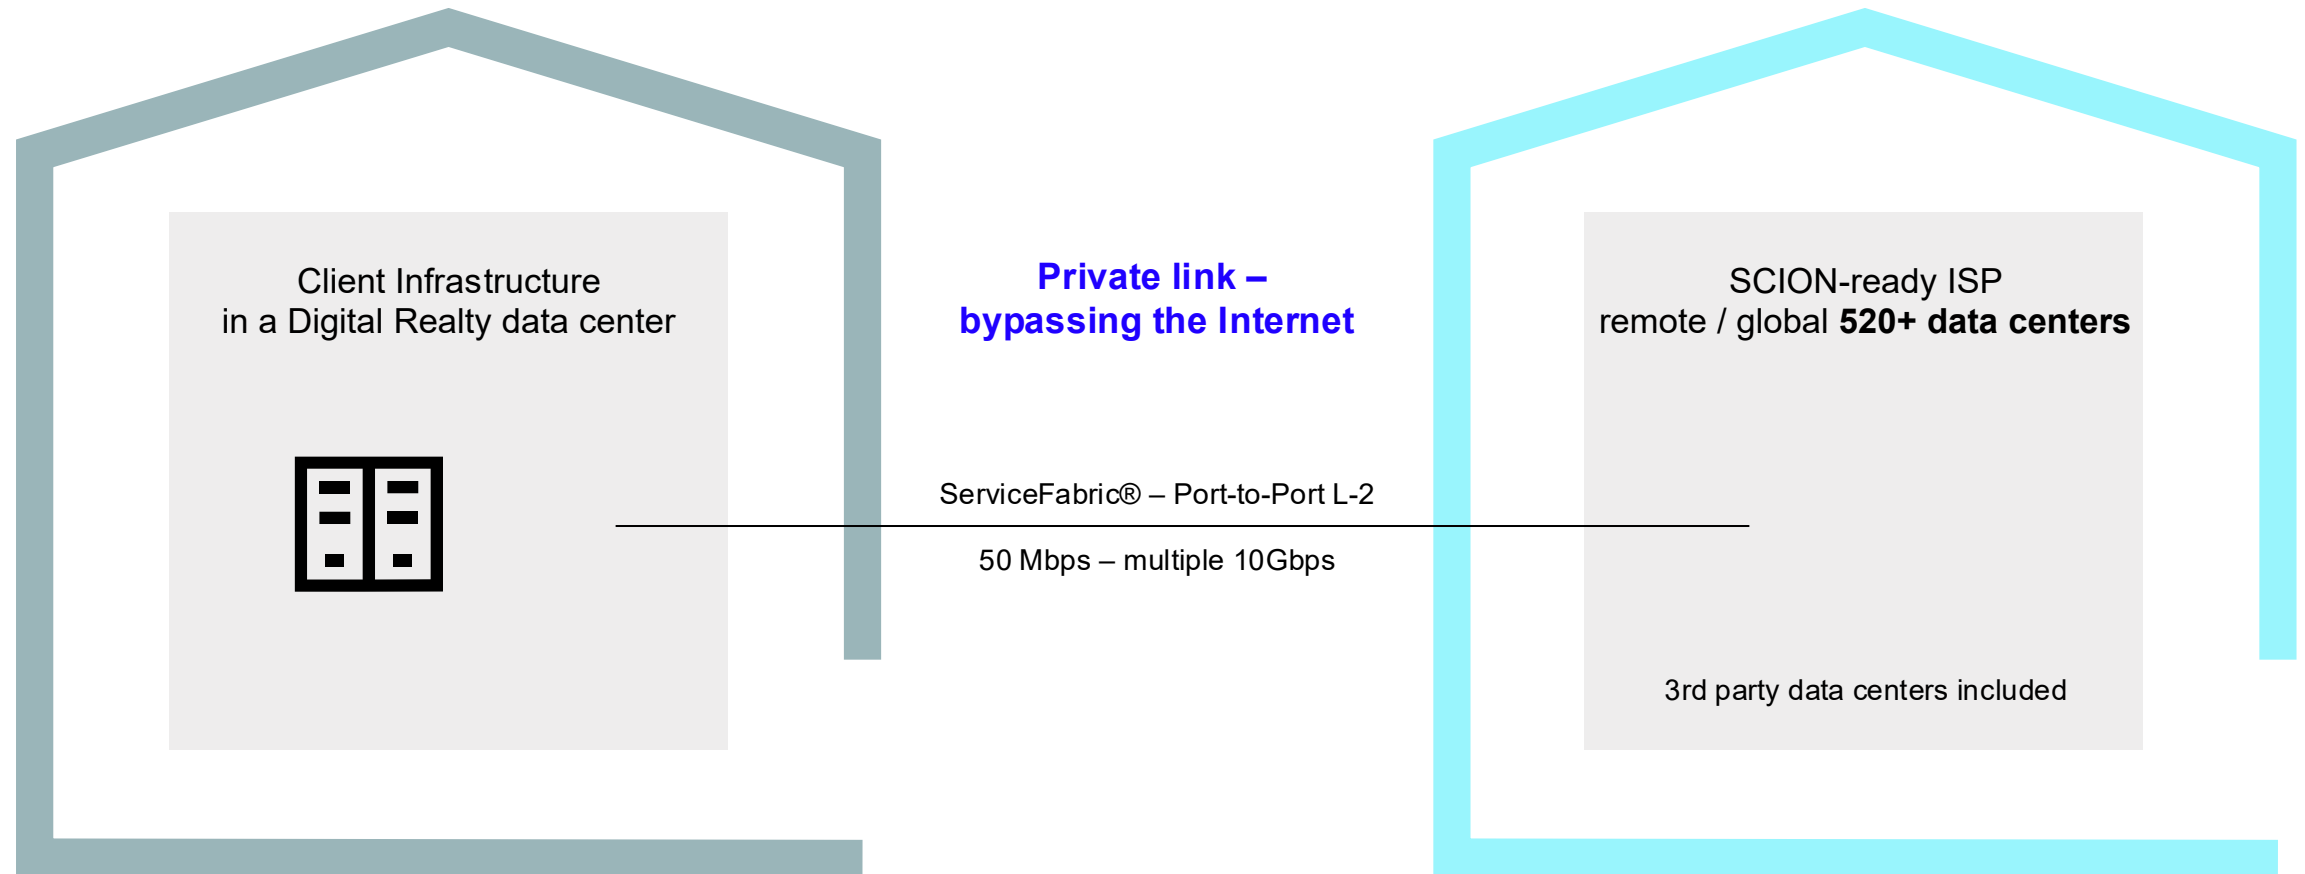 Client Infrastructure
in a Digital Realty data center
Private link –
bypassing the Internet
SCION-ready ISP
remote / global 520+ data centers
ServiceFabric® – Port-to-Port L-2
50 Mbps – multiple 10Gbps
3rd party data centers included